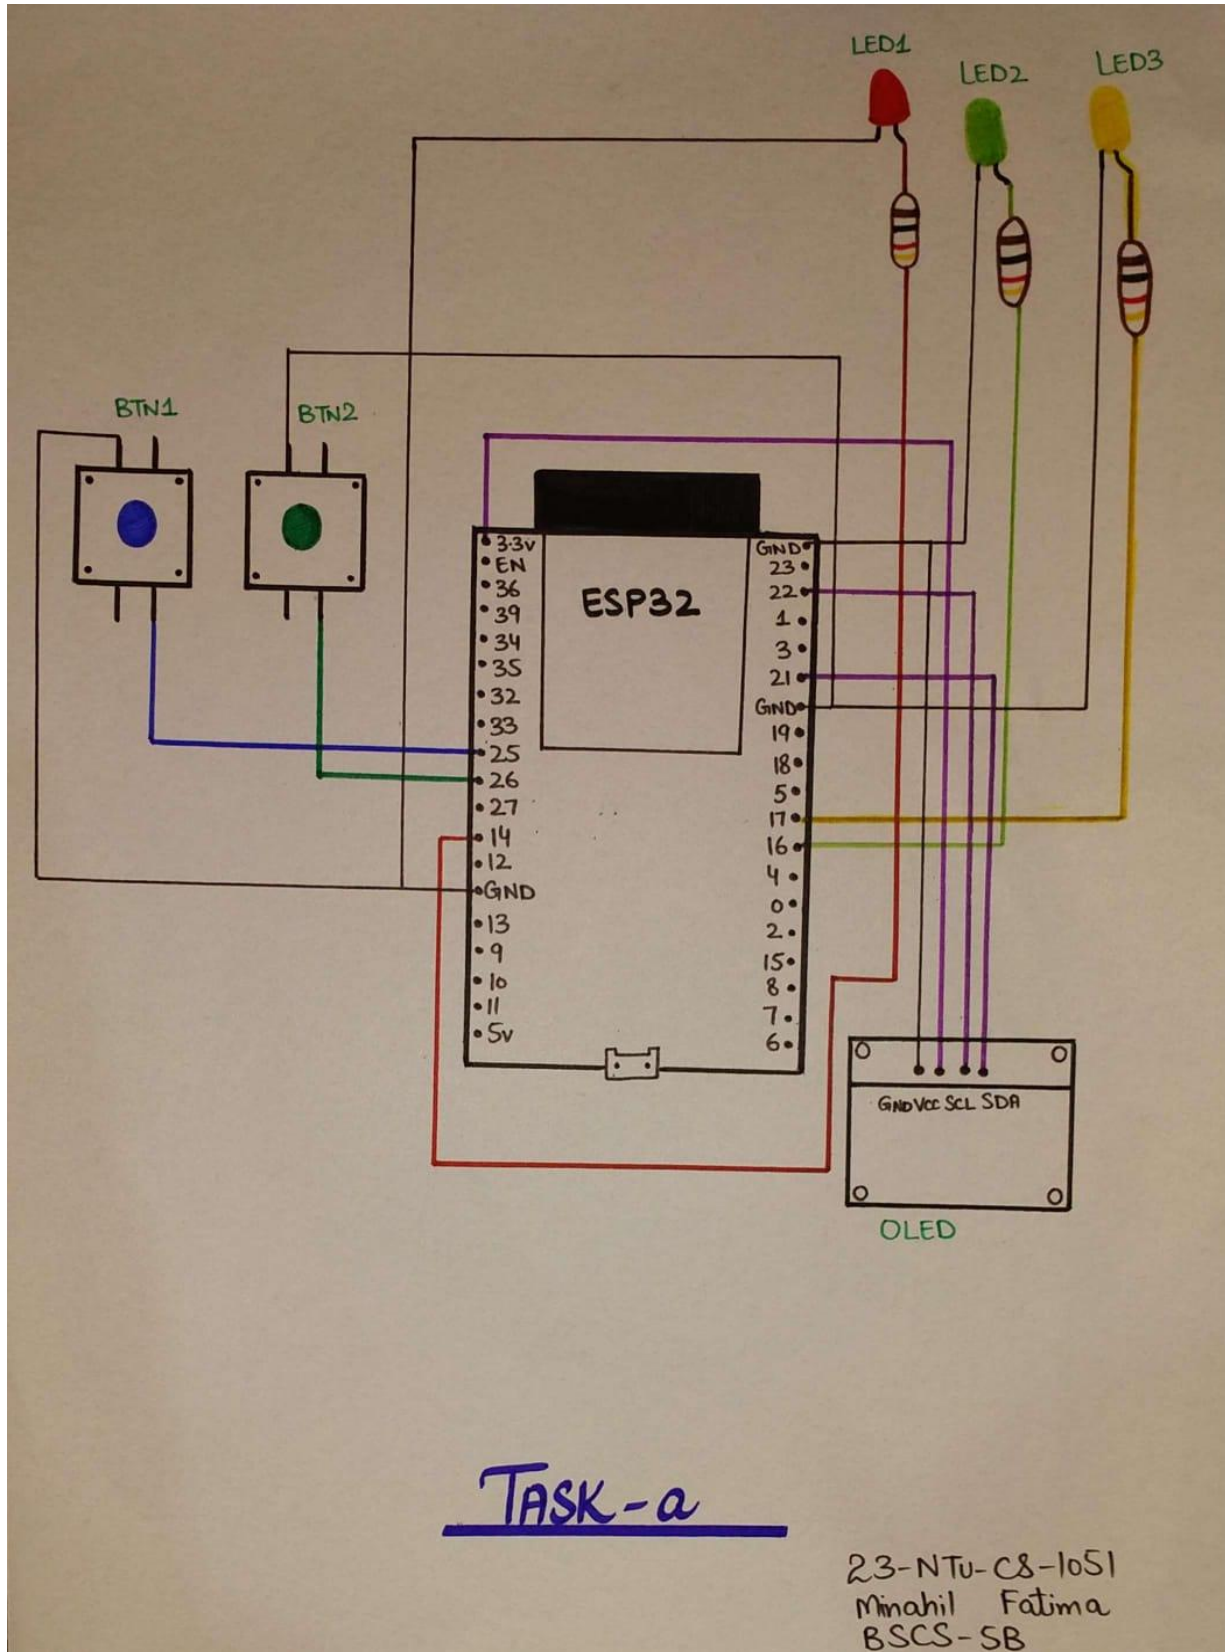 LED1
LED2
LED3
BTN1
BTN2
ESP32
3.3v
EN
36
39
34
35
32
33
25
26
27
14
12
GND
13
9
10
11
5v
GND
23
22
1
3
21
GND
19
18
5
17
16
4
0
2
15
8
7
6
GND VCC SCL SDA
OLED
TASK-a
23-NTU-CS-1051
Minahil Fatima
BSCS-5B